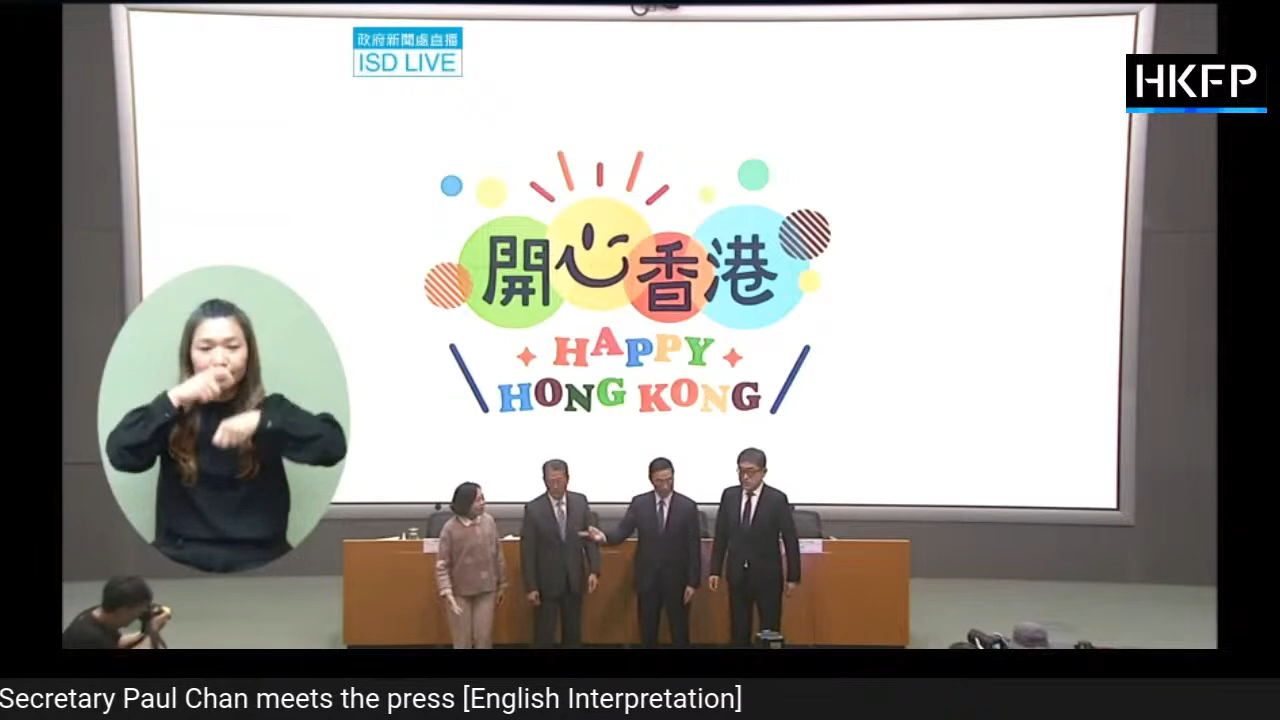 政府新聞處直播
ISD LIVE
HKFP
開心香港
HAPPY
HONG KONG
Secretary Paul Chan meets the press [English Interpretation]